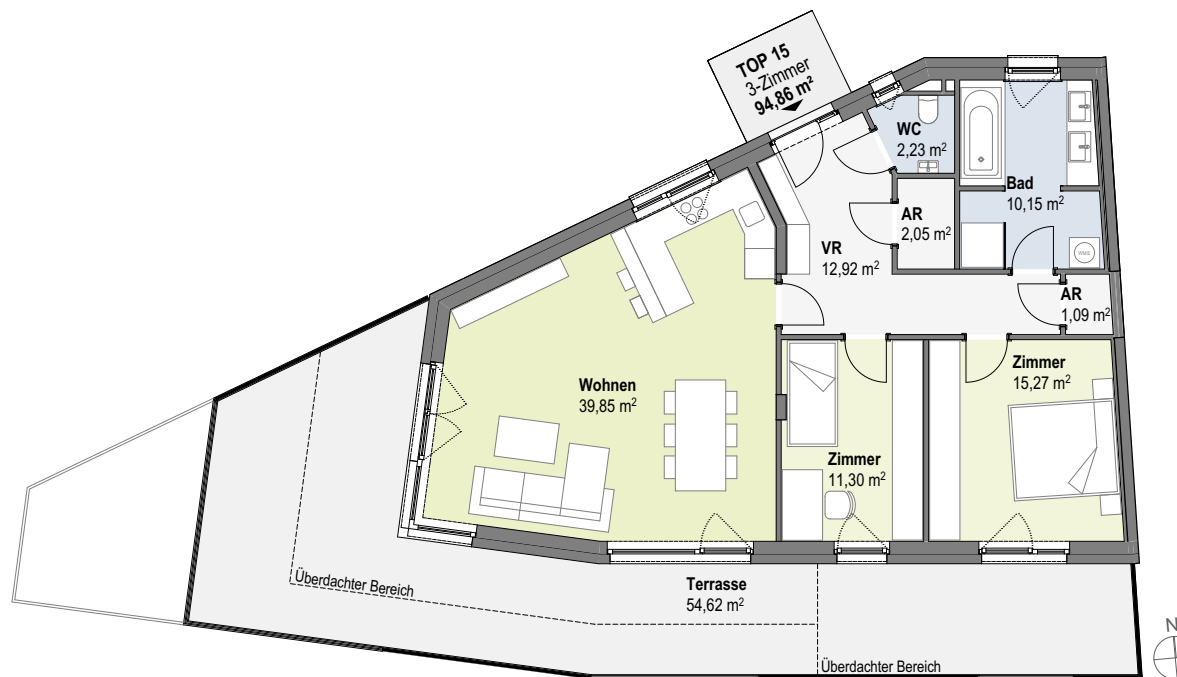 TOP 15
3-Zimmer
94,86 m²
WC
2,23 m²
Bad
10,15 m²
AR
2,05 m²
VR
12,92 m²
AR
1,09 m²
Zimmer
15,27 m²
Wohnen
39,85 m²
Zimmer
11,30 m²
Überdachter Bereich
Terrasse
54,62 m²
Überdachter Bereich
N